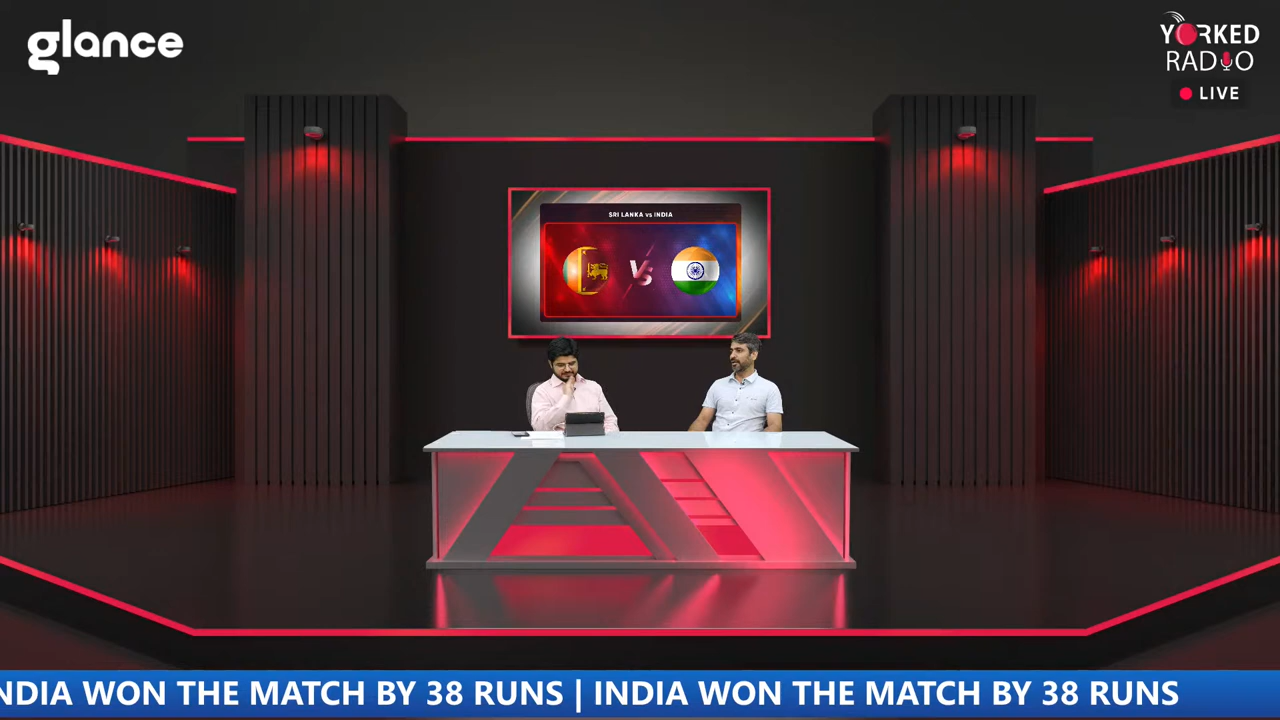 glance
YORKED
RADIO
LIVE
SRI LANKA vs INDIA
VS
NDIA WON THE MATCH BY 38 RUNS | INDIA WON THE MATCH BY 38 RUNS